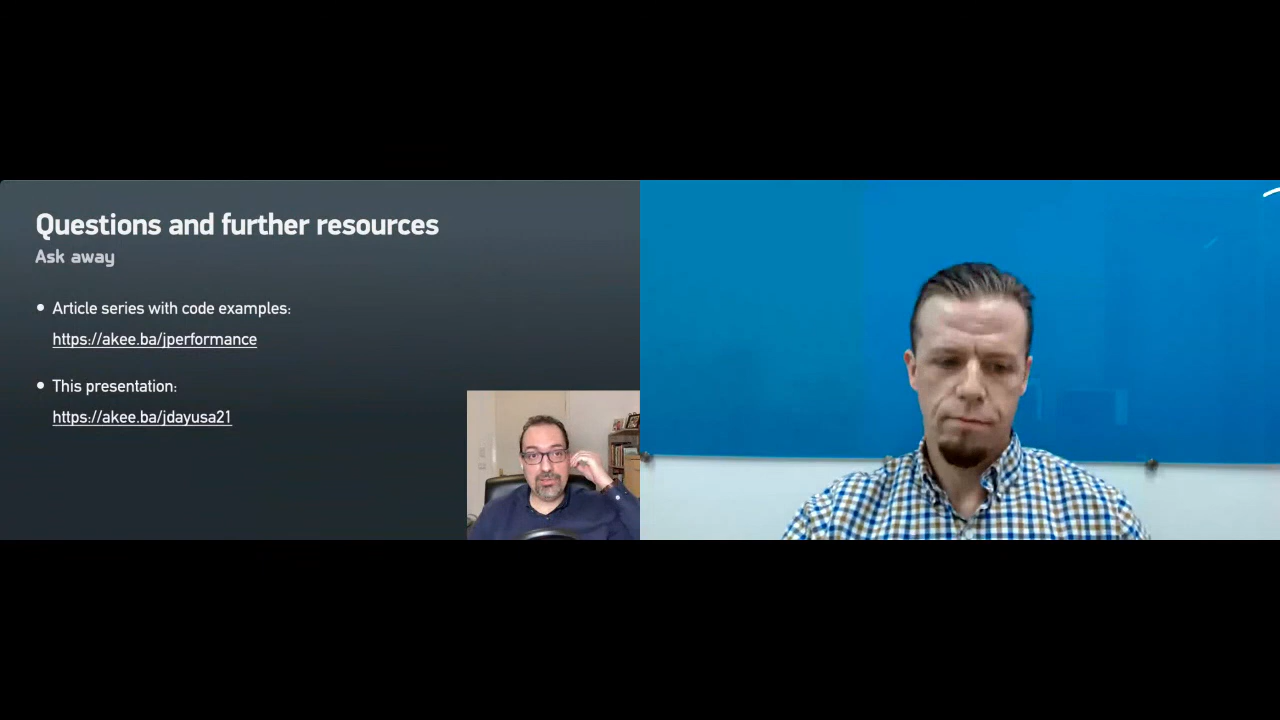 Questions and further resources
Ask away
• Article series with code examples:
https://akee.ba/jperformance
• This presentation:
https://akee.ba/jdayusa21